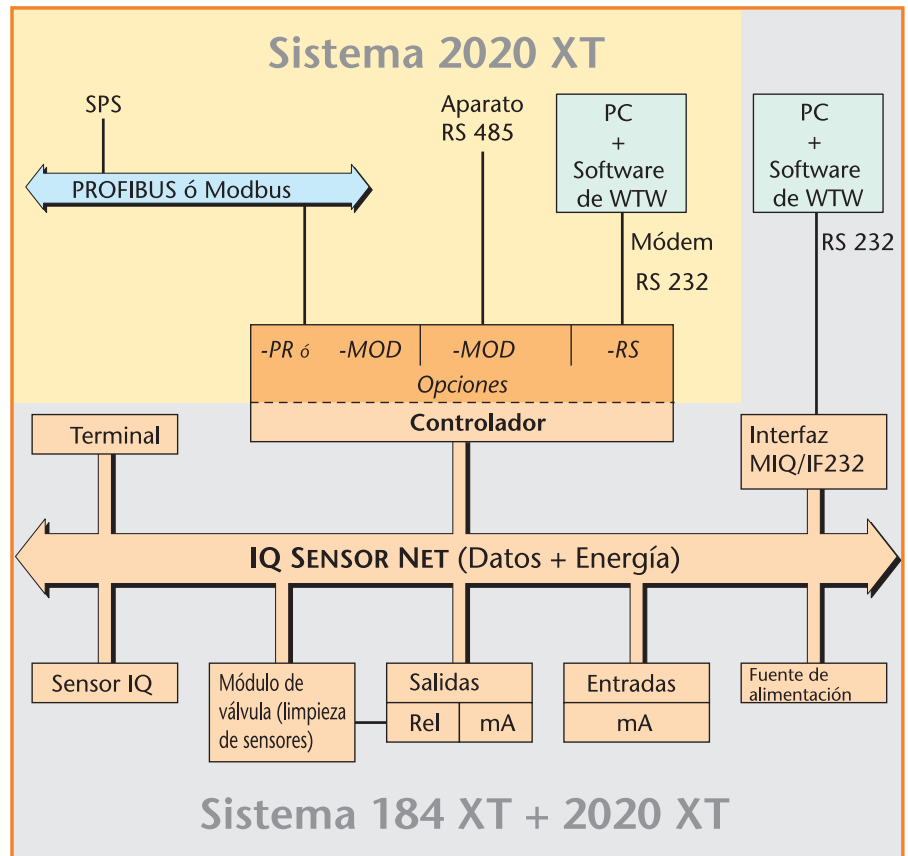 Sistema 2020 XT
SPS
PROFIBUS ó Modbus
Aparato
RS 485
PC
+
Software
de WTW
Módem
RS 232
PC
+
Software
de WTW
RS 232
-PR ó -MOD
-MOD
-RS
Opciones
Controlador
Terminal
Interfaz
MIQ/IF232
IQ SENSOR NET (Datos + Energía)
Sensor IQ
Módulo de
válvula (limpieza
de sensores)
Salidas
Rel
mA
Entradas
mA
Fuente de
alimentación
Sistema 184 XT + 2020 XT